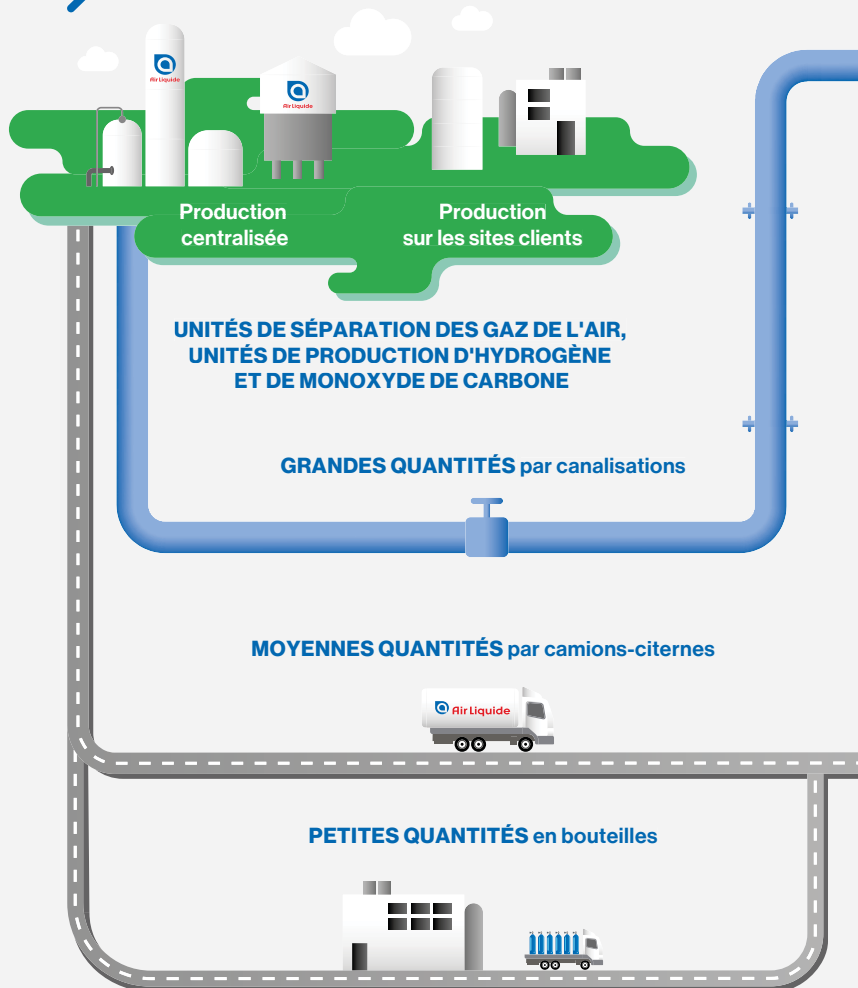 Air Liquide
Air Liquide
Production
centralisée
Production
sur les sites clients
UNITÉS DE SÉPARATION DES GAZ DE L'AIR,
UNITÉS DE PRODUCTION D'HYDROGÈNE
ET DE MONOXYDE DE CARBONE
GRANDES QUANTITÉS par canalisations
MOYENNES QUANTITÉS par camions-citernes
Air Liquide
PETITES QUANTITÉS en bouteilles